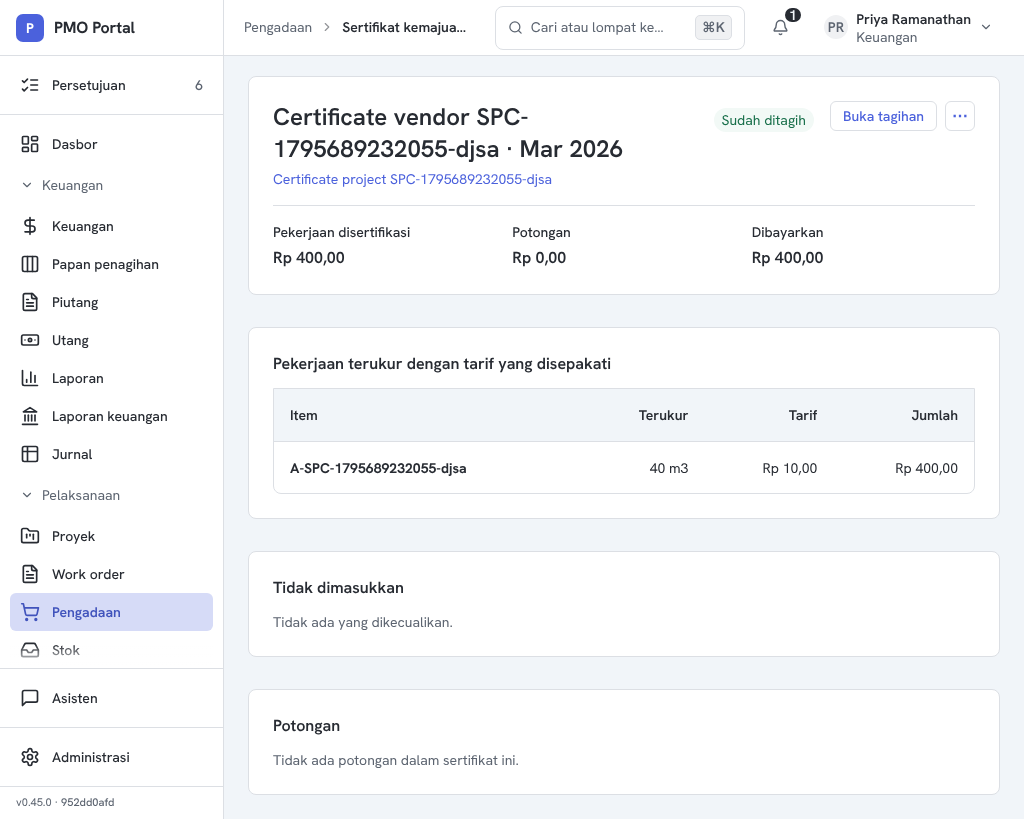 P PMO Portal
Pengadaan > Sertifikat kemajua...
Cari atau lompat ke... ⌘K
1
PR Priya Ramanathan
Keuangan
Persetujuan 6
Dasbor
Keuangan
Keuangan
Papan penagihan
Piutang
Utang
Laporan
Laporan keuangan
Jurnal
Pelaksanaan
Proyek
Work order
Pengadaan
Stok
Asisten
Administrasi
v0.45.0 · 952dd0afd
Certificate vendor SPC-
1795689232055-djsa · Mar 2026
Sudah ditagih Buka tagihan ...
Certificate project SPC-1795689232055-djsa
Pekerjaan disertifikasi Potongan Dibayarkan
Rp 400,00 Rp 0,00 Rp 400,00
Pekerjaan terukur dengan tarif yang disepakati
Item Terukur Tarif Jumlah
A-SPC-1795689232055-djsa 40 m3 Rp 10,00 Rp 400,00
Tidak dimasukkan
Tidak ada yang dikecualikan.
Potongan
Tidak ada potongan dalam sertifikat ini.